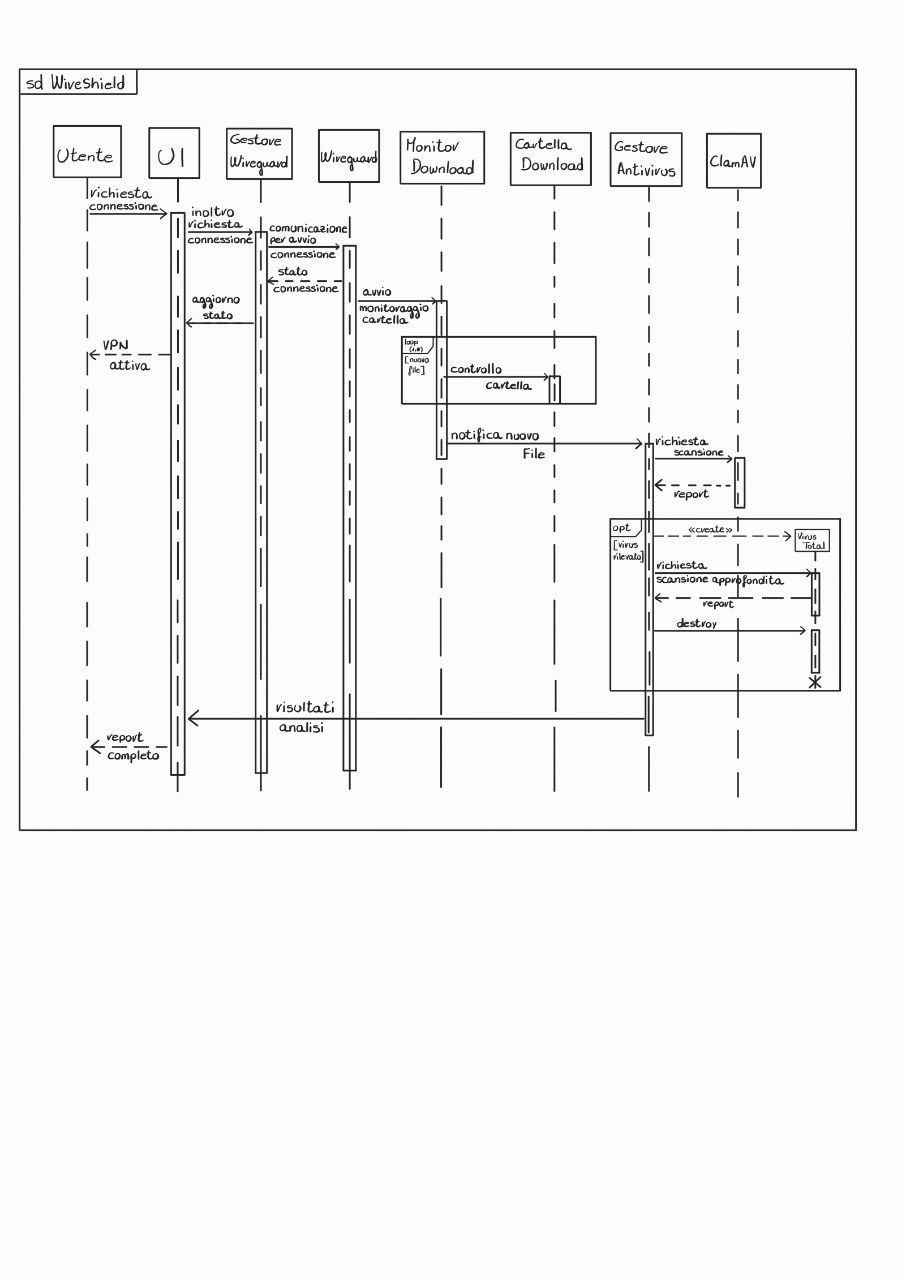 sd WireShield
Utente
UI
Gestore
Wireguard
Wireguard
Monitor
Download
Cartella
Download
Gestore
Antivirus
ClamAV
richiesta
connessione
inoltro
richiesta
connessione
comunicazione
per avvio
connessione
stato
connessione
aggiorno
stato
avvio
monitoraggio
cartella
VPN
attiva
loop
[nuovo
file]
controllo
cartella
notifica nuovo
File
richiesta
scansione
report
opt
[virus
rilevato]
«create»
Virus
Total
richiesta
scansione approfondita
report
destroy
risultati
analisi
report
completo